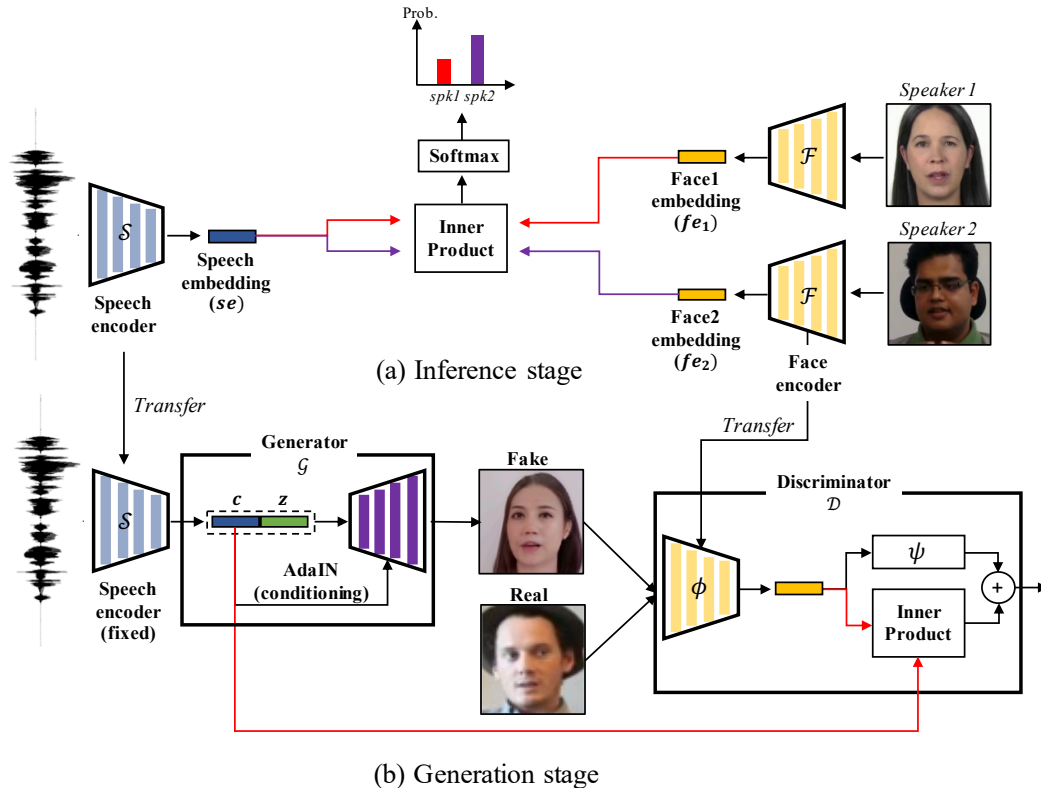 Prob.
spk1 spk2
Softmax
Inner
Product
𝒮
Speech
encoder
Speech
embedding
(se)
Face1
embedding
(fe₁)
ℱ
Speaker 1
Speaker 2
Face2
embedding
(fe₂)
ℱ
Face
encoder
(a) Inference stage
Transfer
Transfer
𝒮
Speech
encoder
(fixed)
Generator
𝒢
c z
AdaIN
(conditioning)
Fake
Real
Discriminator
𝒟
ϕ
ψ
Inner
Product
+
(b) Generation stage